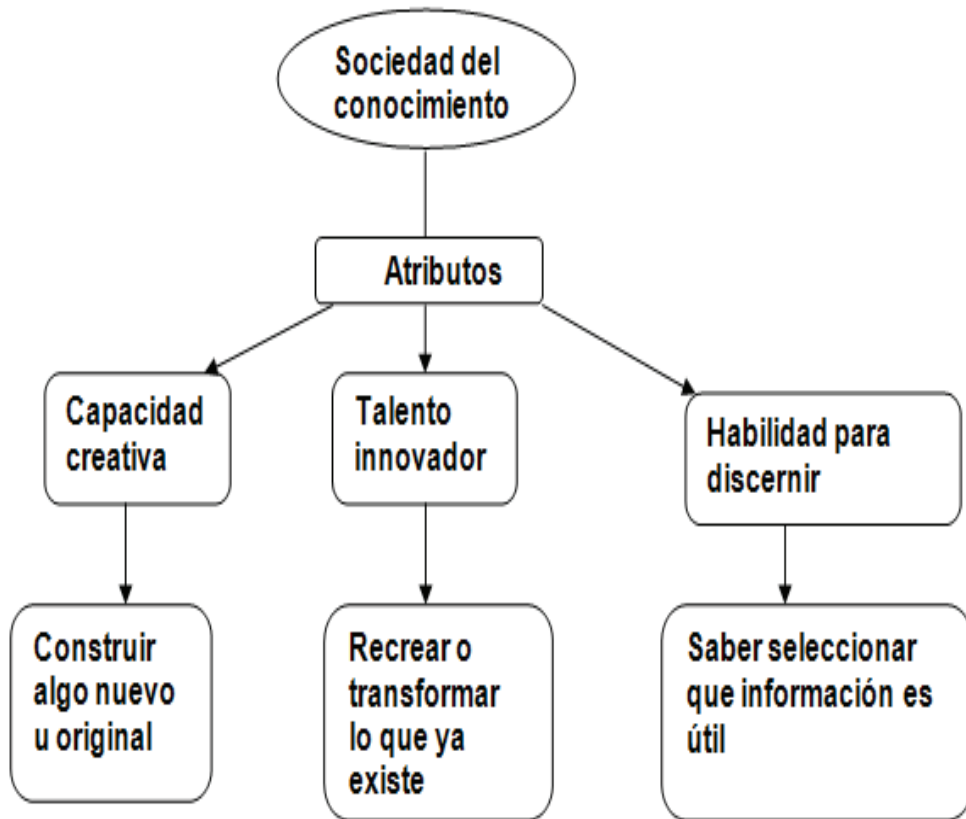 Sociedad del
conocimiento
Atributos
Capacidad
creativa
Talento
innovador
Habilidad para
discernir
Construir
algo nuevo
u original
Recrear o
transformar
lo que ya
existe
Saber seleccionar
que información es
útil